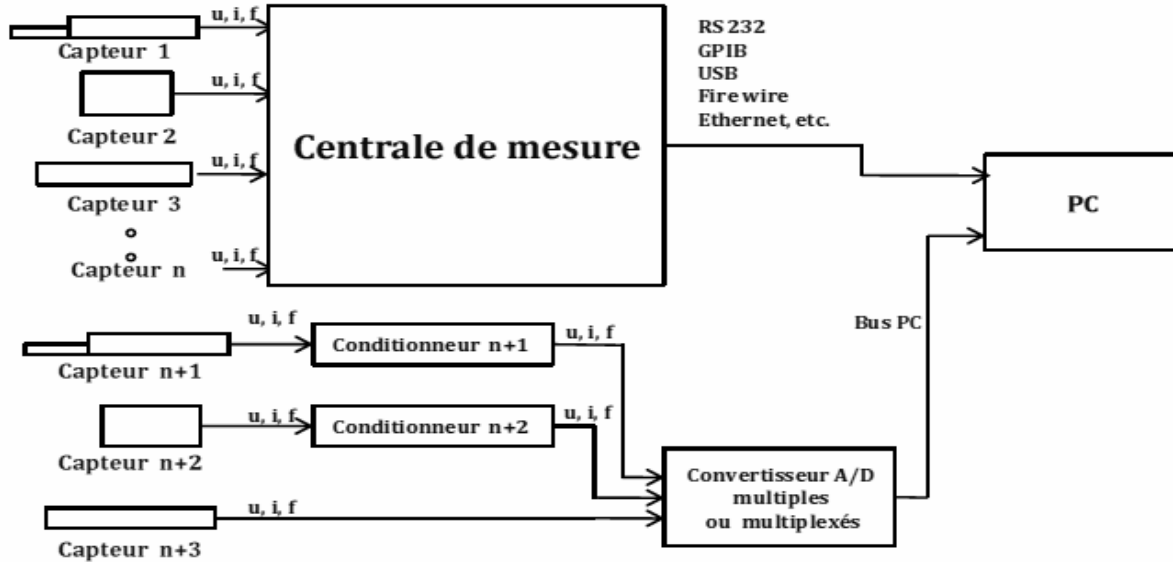 u, i, f
Capteur 1
u, i, f
Capteur 2
u, i, f
Capteur 3
u, i, f
Capteur n
Centrale de mesure
RS 232
GPIB
USB
Fire wire
Ethernet, etc.
PC
Bus PC
u, i, f
Capteur n+1
Conditionneur n+1
u, i, f
u, i, f
Capteur n+2
Conditionneur n+2
u, i, f
u, i, f
Capteur n+3
Convertisseur A/D
multiples
ou multiplexés